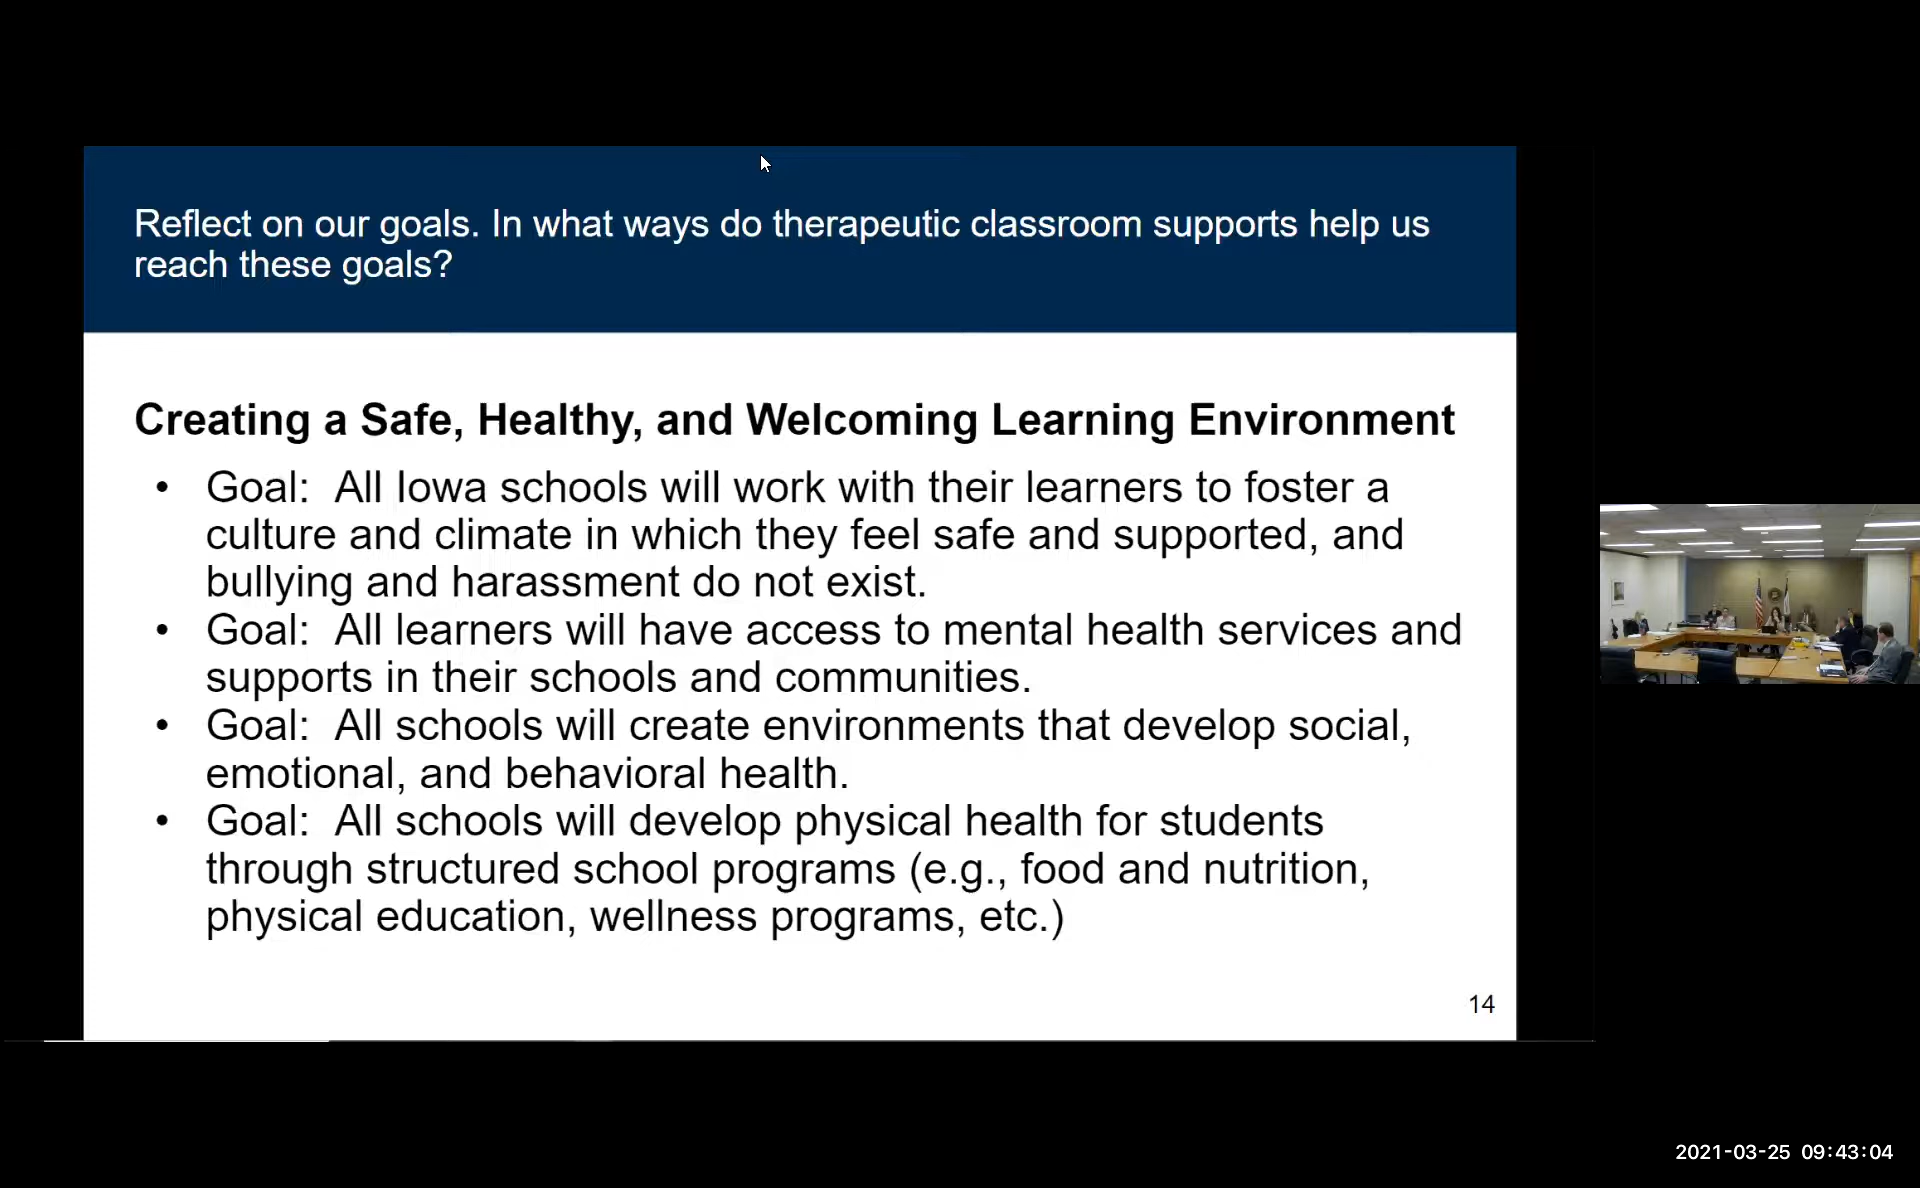 Reflect on our goals. In what ways do therapeutic classroom supports help us
reach these goals?
Creating a Safe, Healthy, and Welcoming Learning Environment
• Goal:  All Iowa schools will work with their learners to foster a
culture and climate in which they feel safe and supported, and
bullying and harassment do not exist.
• Goal:  All learners will have access to mental health services and
supports in their schools and communities.
• Goal:  All schools will create environments that develop social,
emotional, and behavioral health.
• Goal:  All schools will develop physical health for students
through structured school programs (e.g., food and nutrition,
physical education, wellness programs, etc.)
14
2021-03-25 09:43:04